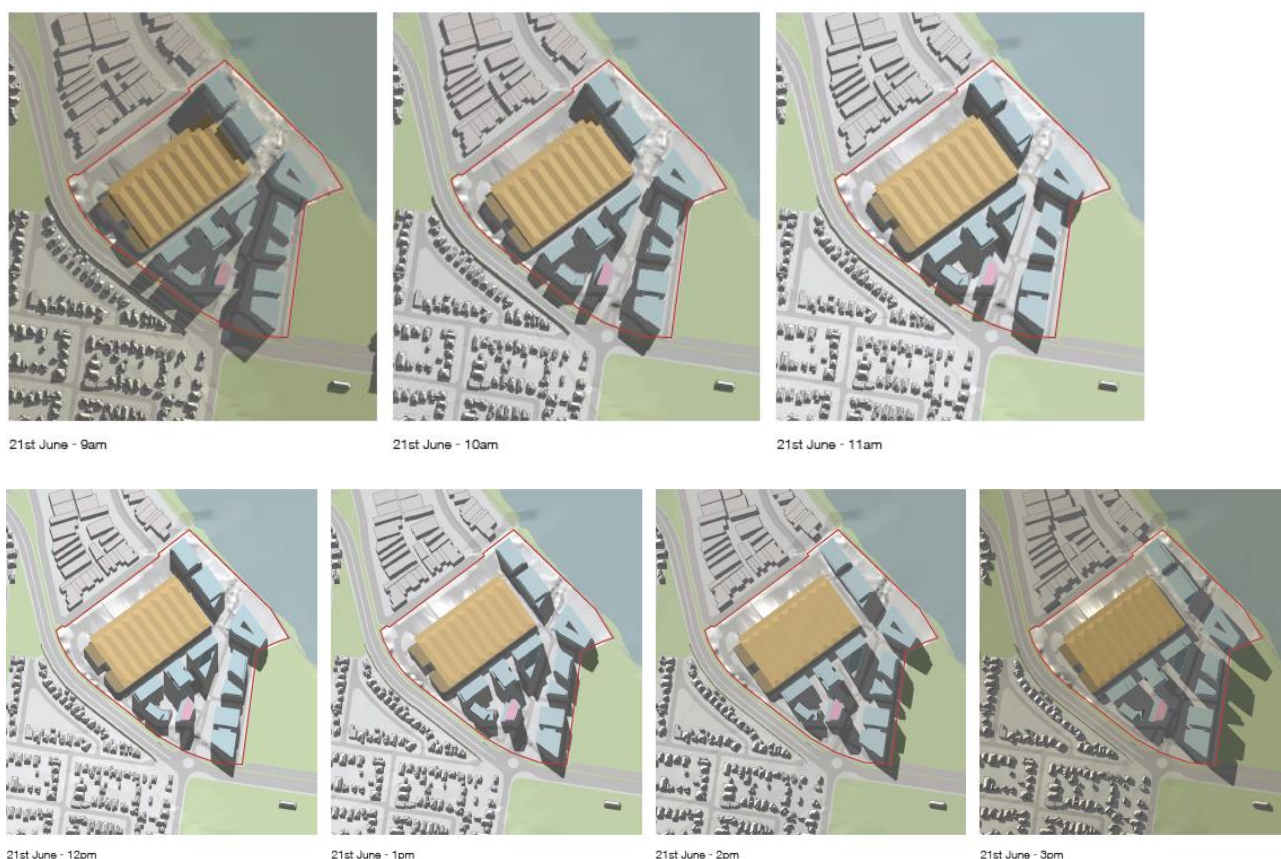 21st June - 9am
21st June - 10am
21st June - 11am
21st June - 12pm
21st June - 1pm
21st June - 2pm
21st June - 3pm